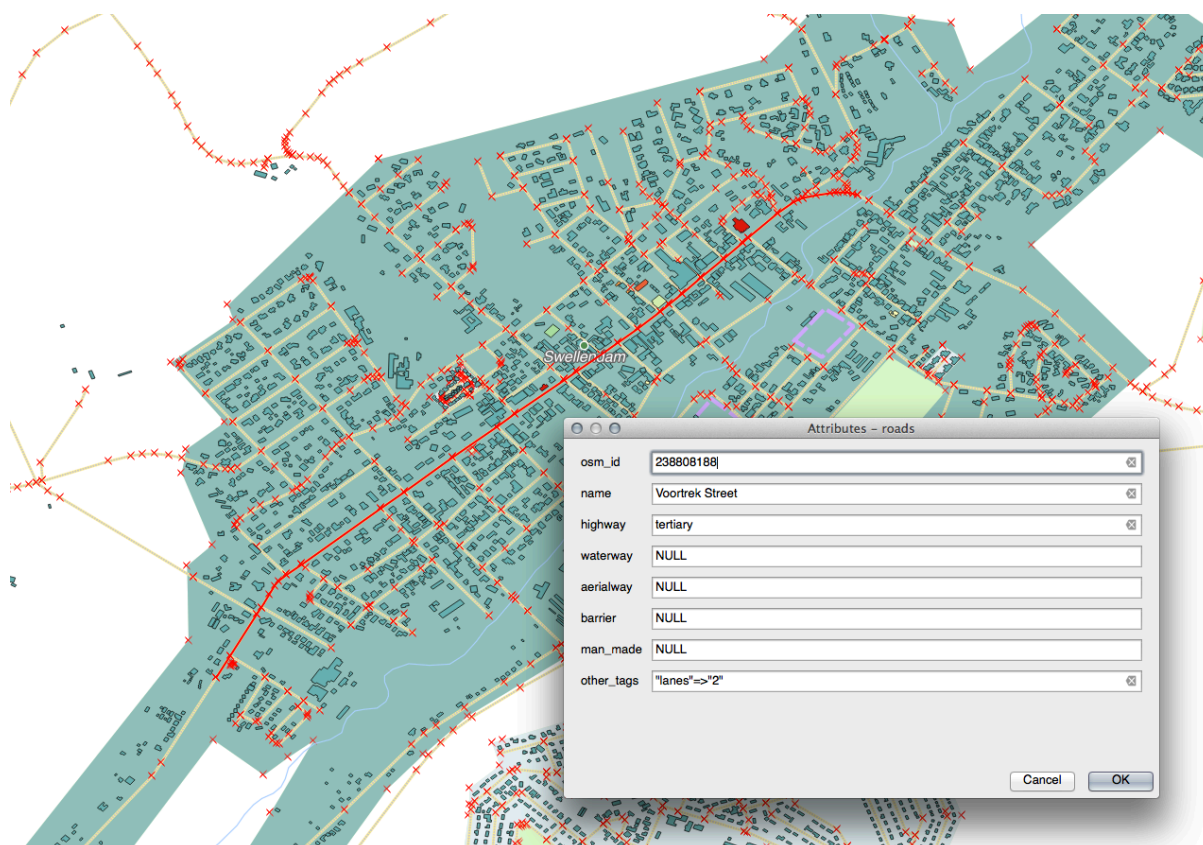 Swellendam
Attributes – roads
osm_id 238808188
name Voortrek Street
highway tertiary
waterway NULL
aerialway NULL
barrier NULL
man_made NULL
other_tags "lanes"=>"2"
Cancel OK